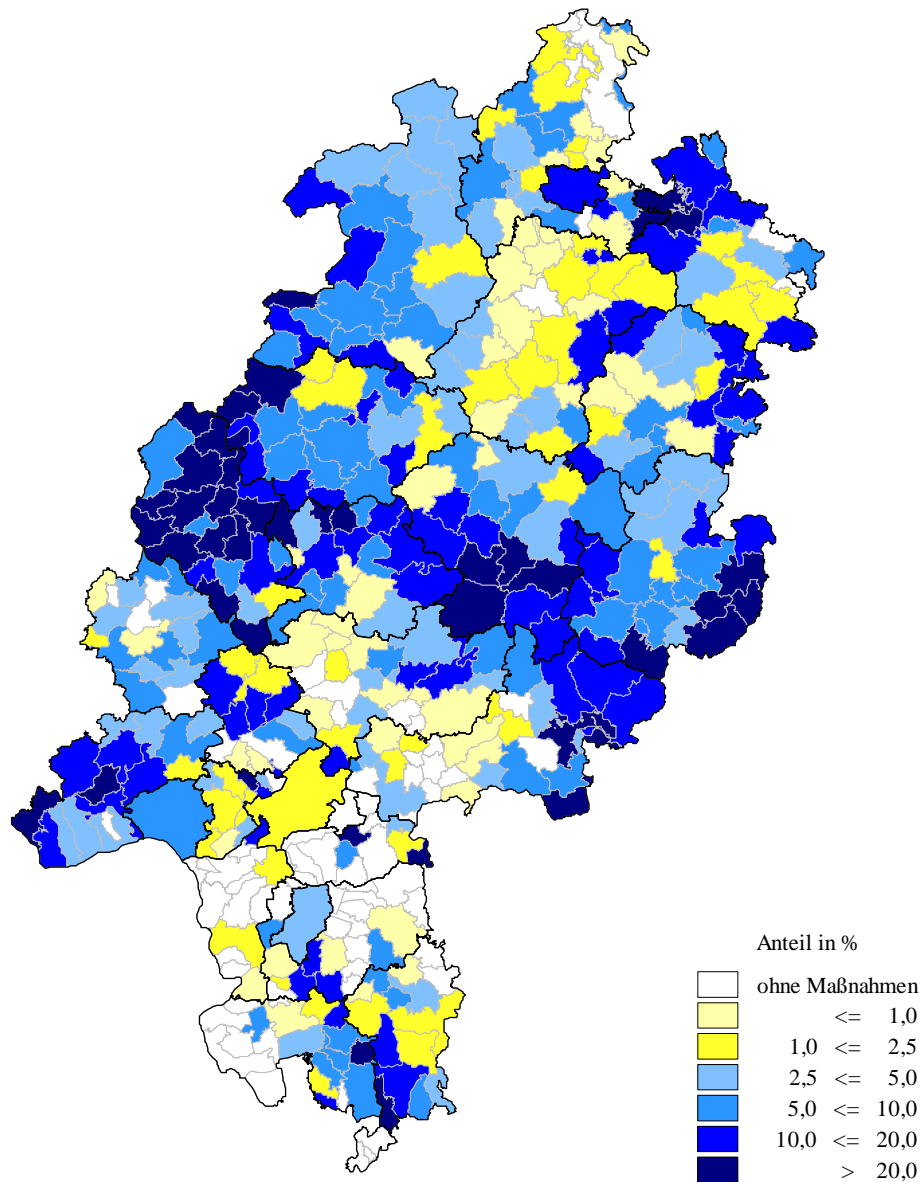 Anteil in %
ohne Maßnahmen
<= 1,0
1,0 <= 2,5
2,5 <= 5,0
5,0 <= 10,0
10,0 <= 20,0
> 20,0